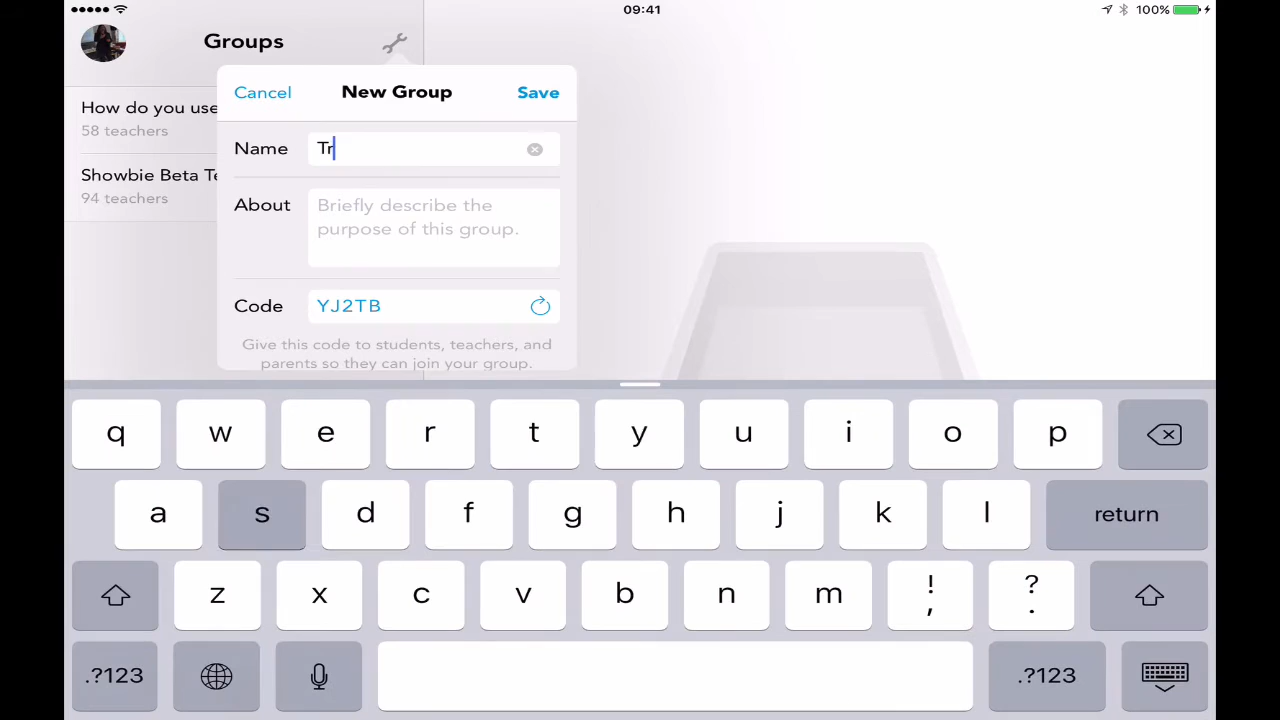 09:41
100%
Groups
How do you use
58 teachers
Showbie Beta Te
94 teachers
Cancel
New Group
Save
Name
Tr
About
Briefly describe the
purpose of this group.
Code
YJ2TB
Give this code to students, teachers, and
parents so they can join your group.
q w e r t y u i o p
a s d f g h j k l return
z x c v b n m ! , ? .
.?123 .?123